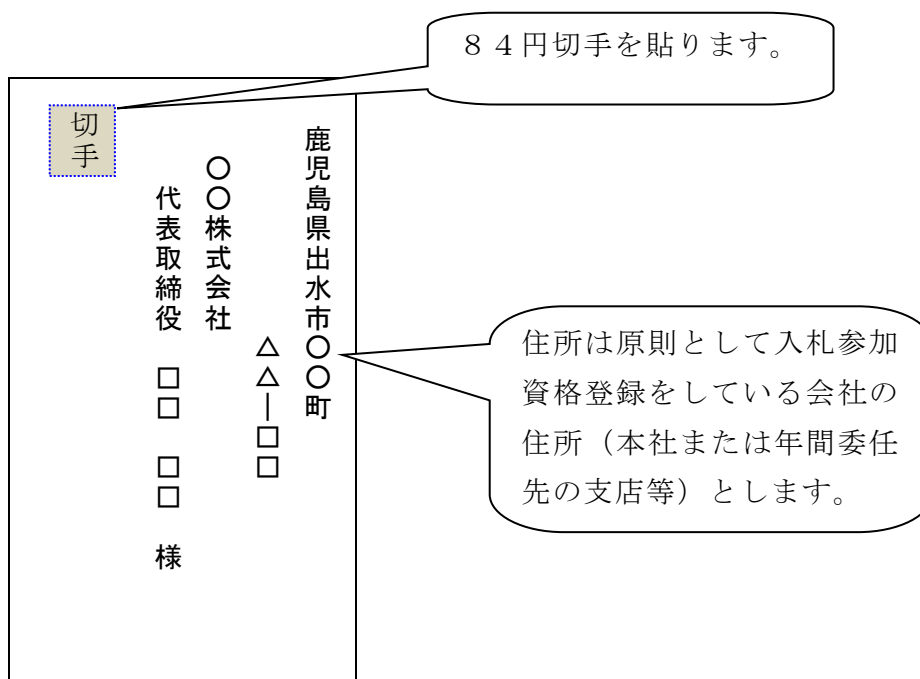 ８４円切手を貼ります。
切手
鹿児島県出水市〇〇町
△△―□□
〇〇株式会社
代表取締役　□□　□□　様
住所は原則として入札参加
資格登録をしている会社の
住所（本社または年間委任
先の支店等）とします。